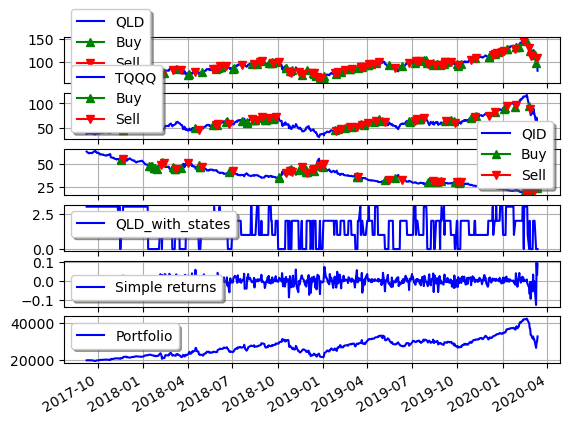 QLD
Buy
Sell
150
100
TQQQ
Buy
Sell
100
50
QID
Buy
Sell
50
25
QLD_with_states
2.5
0.0
Simple returns
0.1
0.0
−0.1
Portfolio
40000
20000
2017-10
2018-01
2018-04
2018-07
2018-10
2019-01
2019-04
2019-07
2019-10
2020-01
2020-04